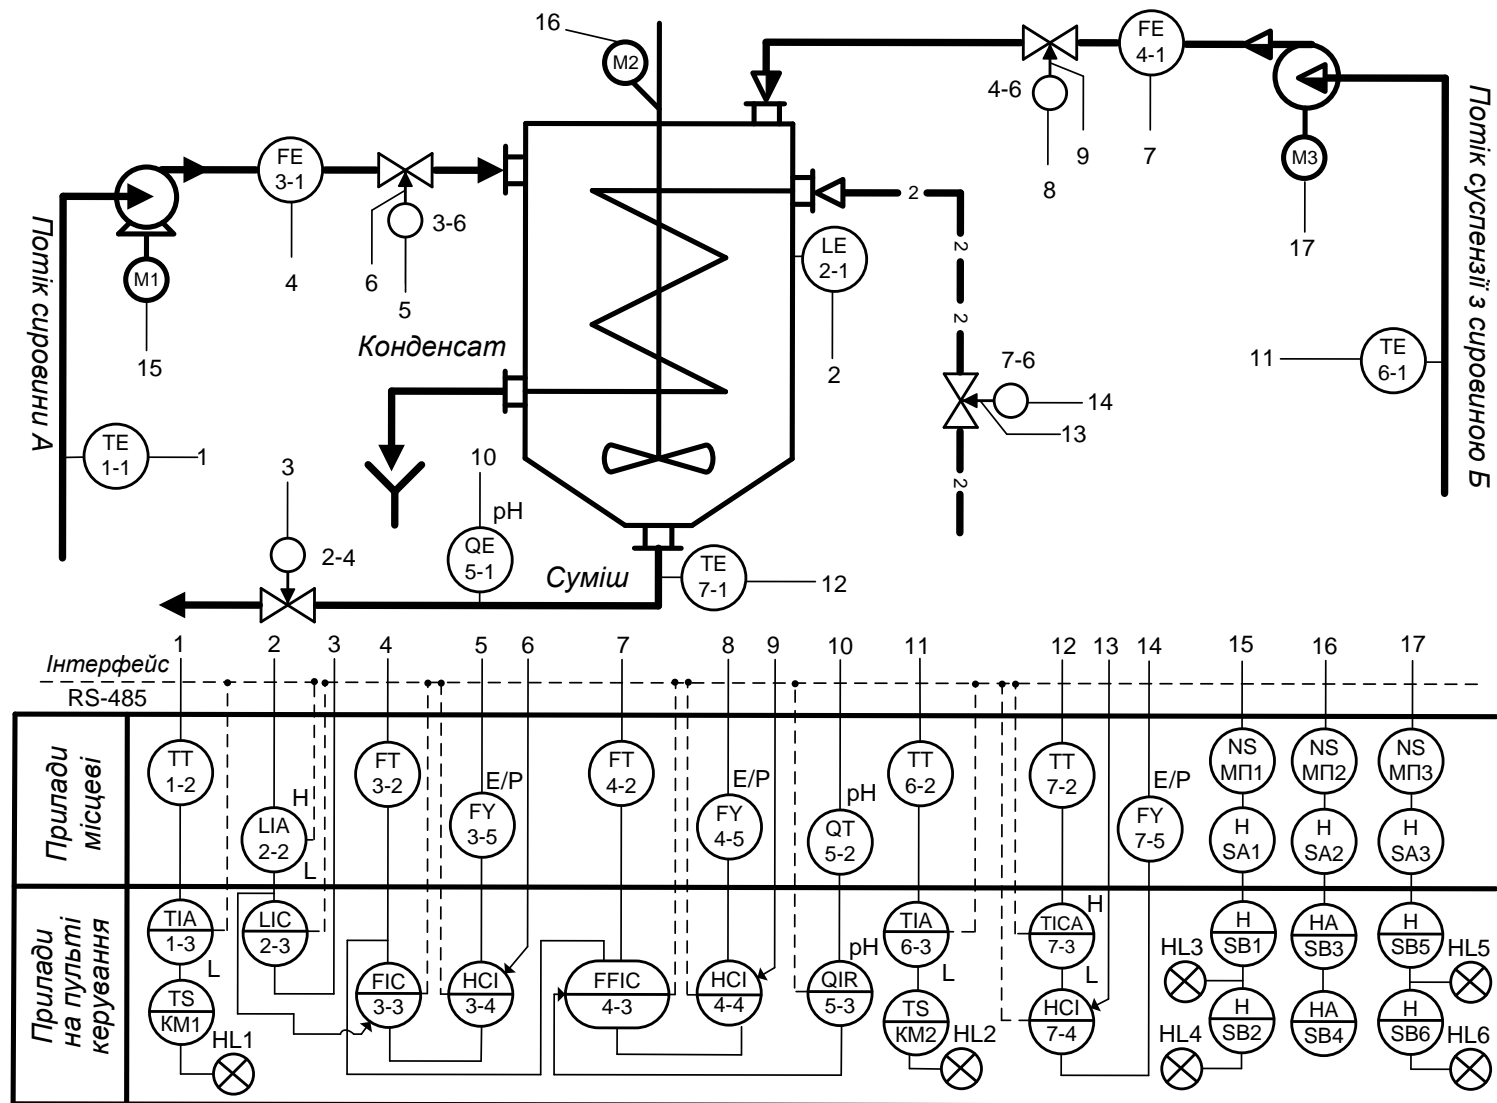 16
M2
FE
4-1
4-6
9
7
8
M3
17
Потік суспензії з сировиною Б
FE
3-1
3-6
6
5
4
M1
15
Потік сировини А
2
2
2
2
LE
2-1
2
Конденсат
7-6
14
13
11
TE
6-1
TE
1-1
1
3
10
pH
2-4
QE
5-1
Суміш
TE
7-1
12
1
2
3
4
5
6
7
8
9
10
11
12
13
14
15
16
17
Інтерфейс
RS-485
Прилади
місцеві
TT
1-2
H
LIA
2-2
L
FT
3-2
E/P
FY
3-5
FT
4-2
E/P
FY
4-5
pH
QT
5-2
TT
6-2
TT
7-2
E/P
FY
7-5
NS
МП1
NS
МП2
NS
МП3
H
SA1
H
SA2
H
SA3
Прилади
на пульті
керування
TIA
1-3
L
TS
КМ1
HL1
LIC
2-3
FIC
3-3
HCI
3-4
FFIC
4-3
HCI
4-4
pH
QIR
5-3
TIA
6-3
L
TS
КМ2
HL2
H
TICA
7-3
L
HCI
7-4
HL3
H
SB1
HL4
H
SB2
HA
SB3
HA
SB4
H
SB5
HL5
H
SB6
HL6